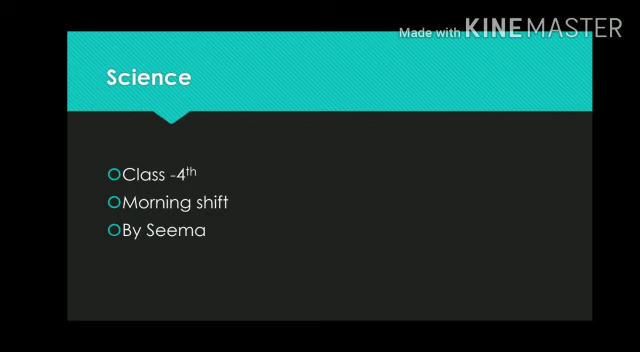 Made with KINEMASTER
Science
Class -4th
Morning shift
By Seema